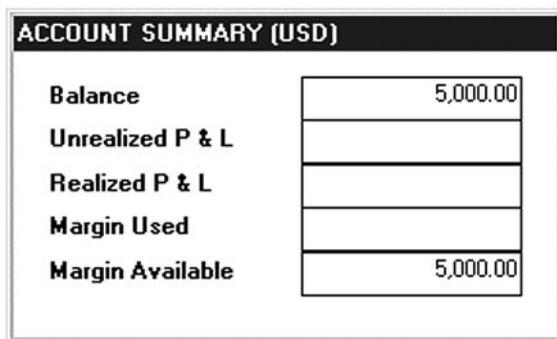 ACCOUNT SUMMARY (USD)
Balance 5,000.00
Unrealized P & L
Realized P & L
Margin Used
Margin Available 5,000.00